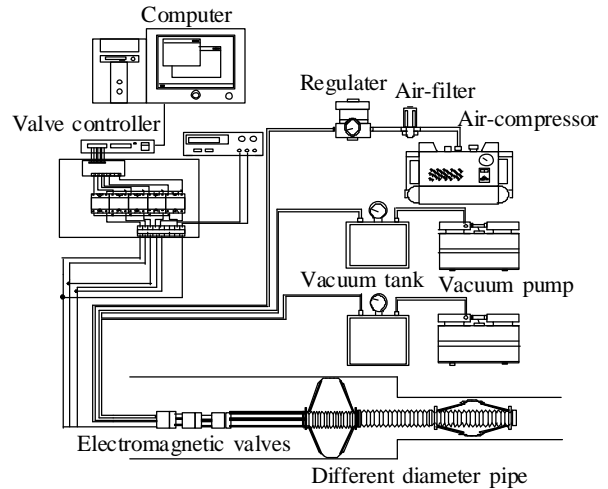 Computer
Regulater
Air-filter
Air-compressor
Valve controller
Vacuum tank
Vacuum pump
Electromagnetic valves
Different diameter pipe